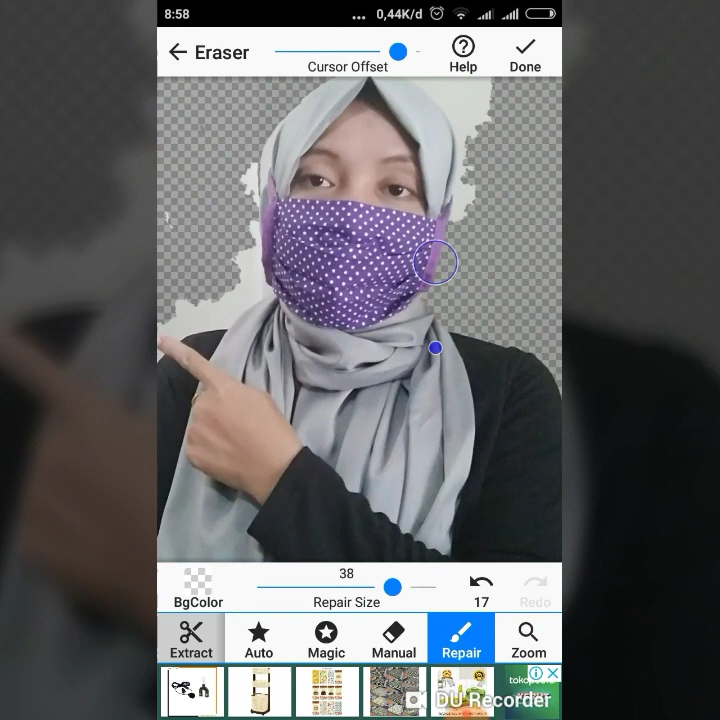 8:58 ... 0,44K/d
Eraser
Cursor Offset
Help
Done
38
BgColor
Repair Size
17
Redo
Extract
Auto
Magic
Manual
Repair
Zoom
DU Recorder